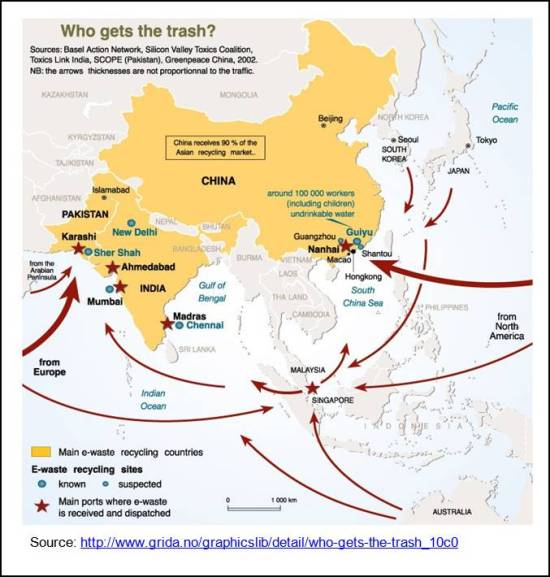 Who gets the trash?
Sources: Basel Action Network, Silicon Valley Toxics Coalition,
Toxics Link India, SCOPE (Pakistan), Greenpeace China, 2002.
NB: the arrows thicknesses are not proportionnal to the traffic.
KAZAKHSTAN
MONGOLIA
KYRGYZSTAN
TAJIKISTAN
AFGHANISTAN
China receives 90 % of the
Asian recycling market..
Beijing
NORTH KOREA
Seoul
SOUTH
KOREA
Tokyo
JAPAN
Pacific
Ocean
CHINA
Islamabad
PAKISTAN
around 100 000 workers
(including children)
undrinkable water
Karashi
New Delhi
NEPAL
BHUTAN
Guangzhou
Guiyu
Nanhai
Shantou
Macao
Hongkong
Sher Shah
BANGLADESH
from the
Arabian
Peninsula
Ahmedabad
INDIA
Mumbai
BURMA
VIETNAM
LAOS
South
China Sea
Gulf of
Bengal
THA LAND
CAMBODIA
PHILIPPINES
Madras
Chennai
SRI LANKA
from
North
America
from
Europe
MALAYSIA
SINGAPORE
Indian
Ocean
INDONESIA
AUSTRALIA
Main e-waste recycling countries
E-waste recycling sites
known
suspected
Main ports where e-waste
is received and dispatched
0
1 000 km
Source: http://www.grida.no/graphicslib/detail/who-gets-the-trash_10c0